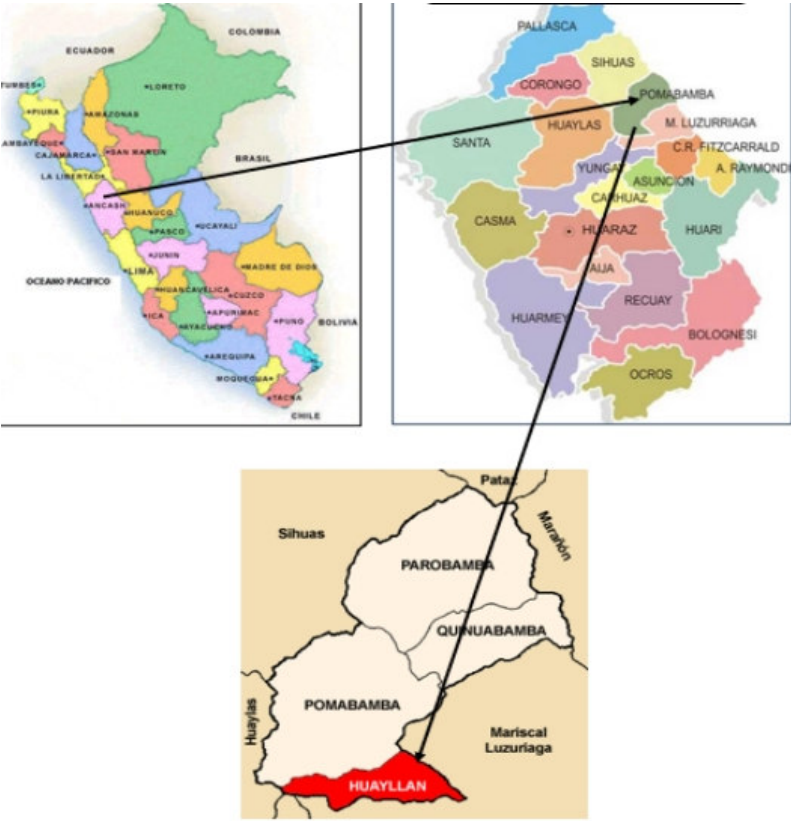 COLOMBIA
ECUADOR
TUMBES
LORETO
PIURA
AMAZONAS
LAMBAYEQUE
CAJAMARCA
SAN MARTIN
BRASIL
LA LIBERTAD
ANCASH
HUANUCO
UCAYALI
PASCO
JUNIN
LIMA
MADRE DE DIOS
OCEANO PACIFICO
HUANCAVELICA
CUZCO
ICA
APURIMAC
AYACUCHO
PUNO
BOLIVIA
AREQUIPA
MOQUEGUA
TACNA
CHILE
PALLASCA
SIHUAS
CORONGO
POMABAMBA
HUAYLAS
M. LUZURRIAGA
SANTA
C.R. FITZCARRALD
YUNGAY
A. RAYMONDI
ASUNCION
CARHUAZ
CASMA
HUARAZ
HUARI
AIJA
RECUAY
HUARMEY
BOLOGNESI
OCROS
Pataz
Sihuas
Marañón
PAROBAMBA
QUINUABAMBA
POMABAMBA
Huaylas
Mariscal
Luzuriaga
HUAYLLAN